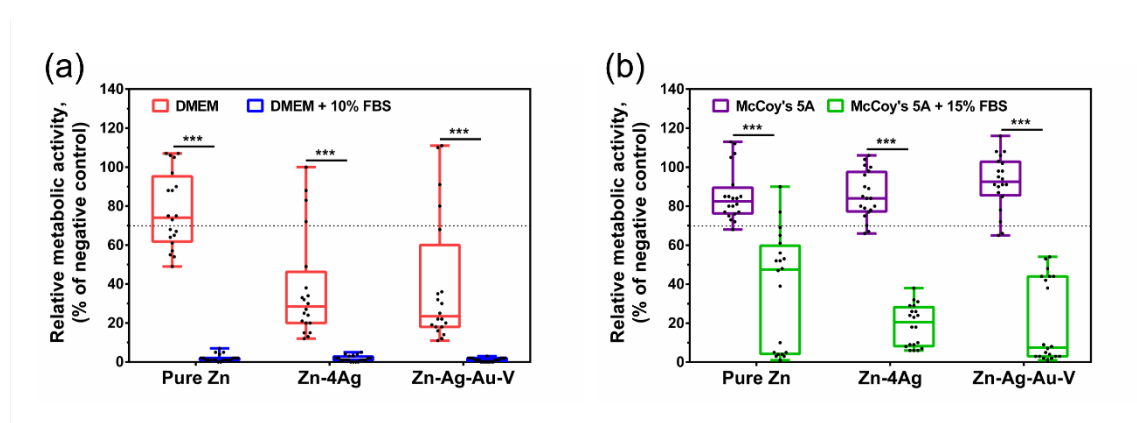 (a)
Relative metabolic activity,
(% of negative control)
140
120
100
80
60
40
20
0
DMEM
DMEM + 10% FBS
***
***
***
Pure Zn
Zn-4Ag
Zn-Ag-Au-V
(b)
Relative metabolic activity,
(% of negative control)
140
120
100
80
60
40
20
0
McCoy's 5A
McCoy's 5A + 15% FBS
***
***
***
Pure Zn
Zn-4Ag
Zn-Ag-Au-V